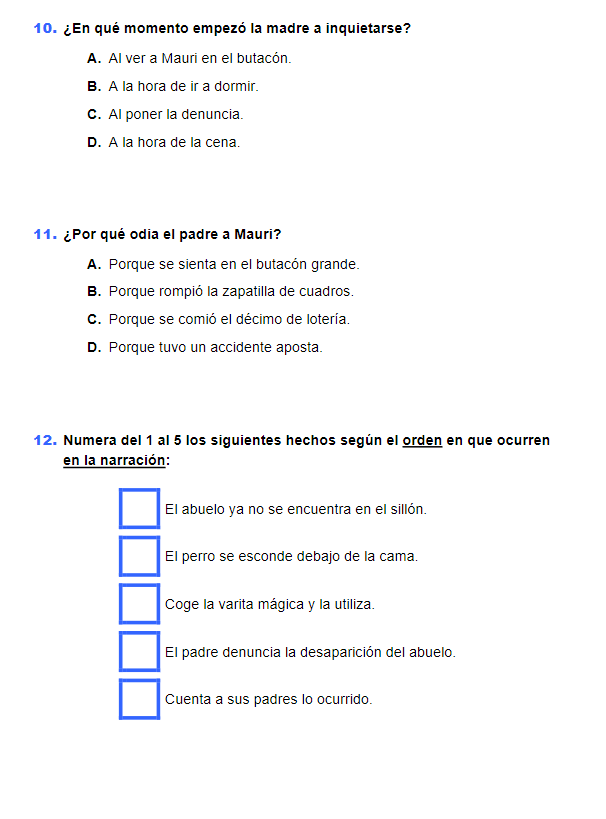 10. ¿En qué momento empezó la madre a inquietarse?
A. Al ver a Mauri en el butacón.
B. A la hora de ir a dormir.
C. Al poner la denuncia.
D. A la hora de la cena.
11. ¿Por qué odia el padre a Mauri?
A. Porque se sienta en el butacón grande.
B. Porque rompió la zapatilla de cuadros.
C. Porque se comió el décimo de lotería.
D. Porque tuvo un accidente aposta.
12. Numera del 1 al 5 los siguientes hechos según el orden en que ocurren
en la narración:
El abuelo ya no se encuentra en el sillón.
El perro se esconde debajo de la cama.
Coge la varita mágica y la utiliza.
El padre denuncia la desaparición del abuelo.
Cuenta a sus padres lo ocurrido.